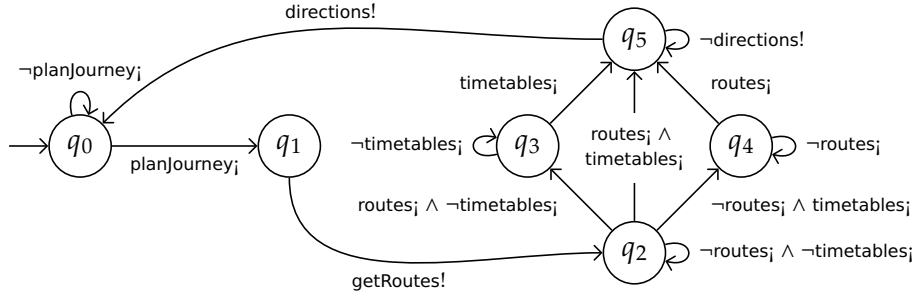 directions!
q5
¬directions!
¬planJourney¡
timetables¡
routes¡
q0
planJourney¡
q1
¬timetables¡
q3
routes¡ ∧
timetables¡
q4
¬routes¡
routes¡ ∧ ¬timetables¡
¬routes¡ ∧ timetables¡
getRoutes!
q2
¬routes¡ ∧ ¬timetables¡